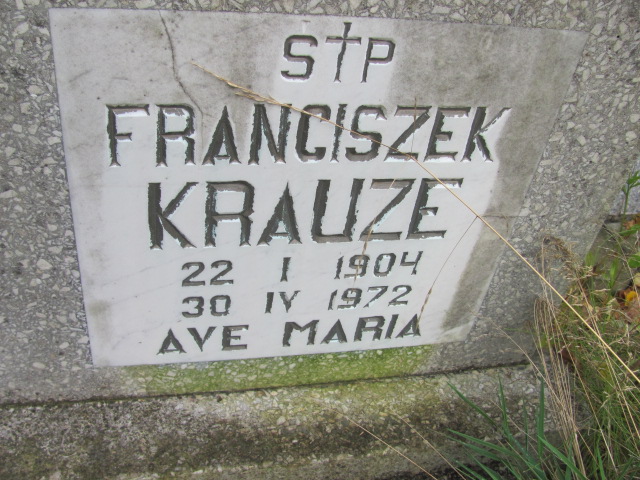 S✝P
FRANCISZEK
KRAUZE
22 I 1904
30 IV 1972
AVE MARIA